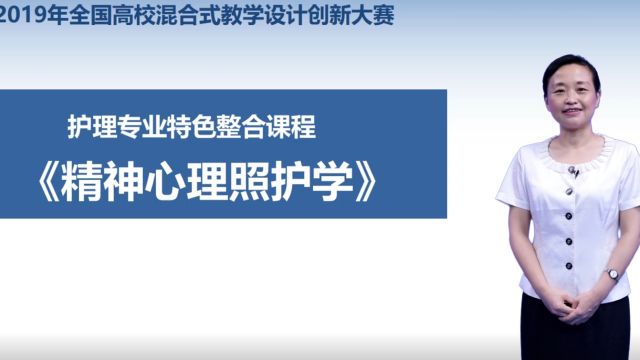 2019年全国高校混合式教学设计创新大赛
护理专业特色整合课程
《精神心理照护学》